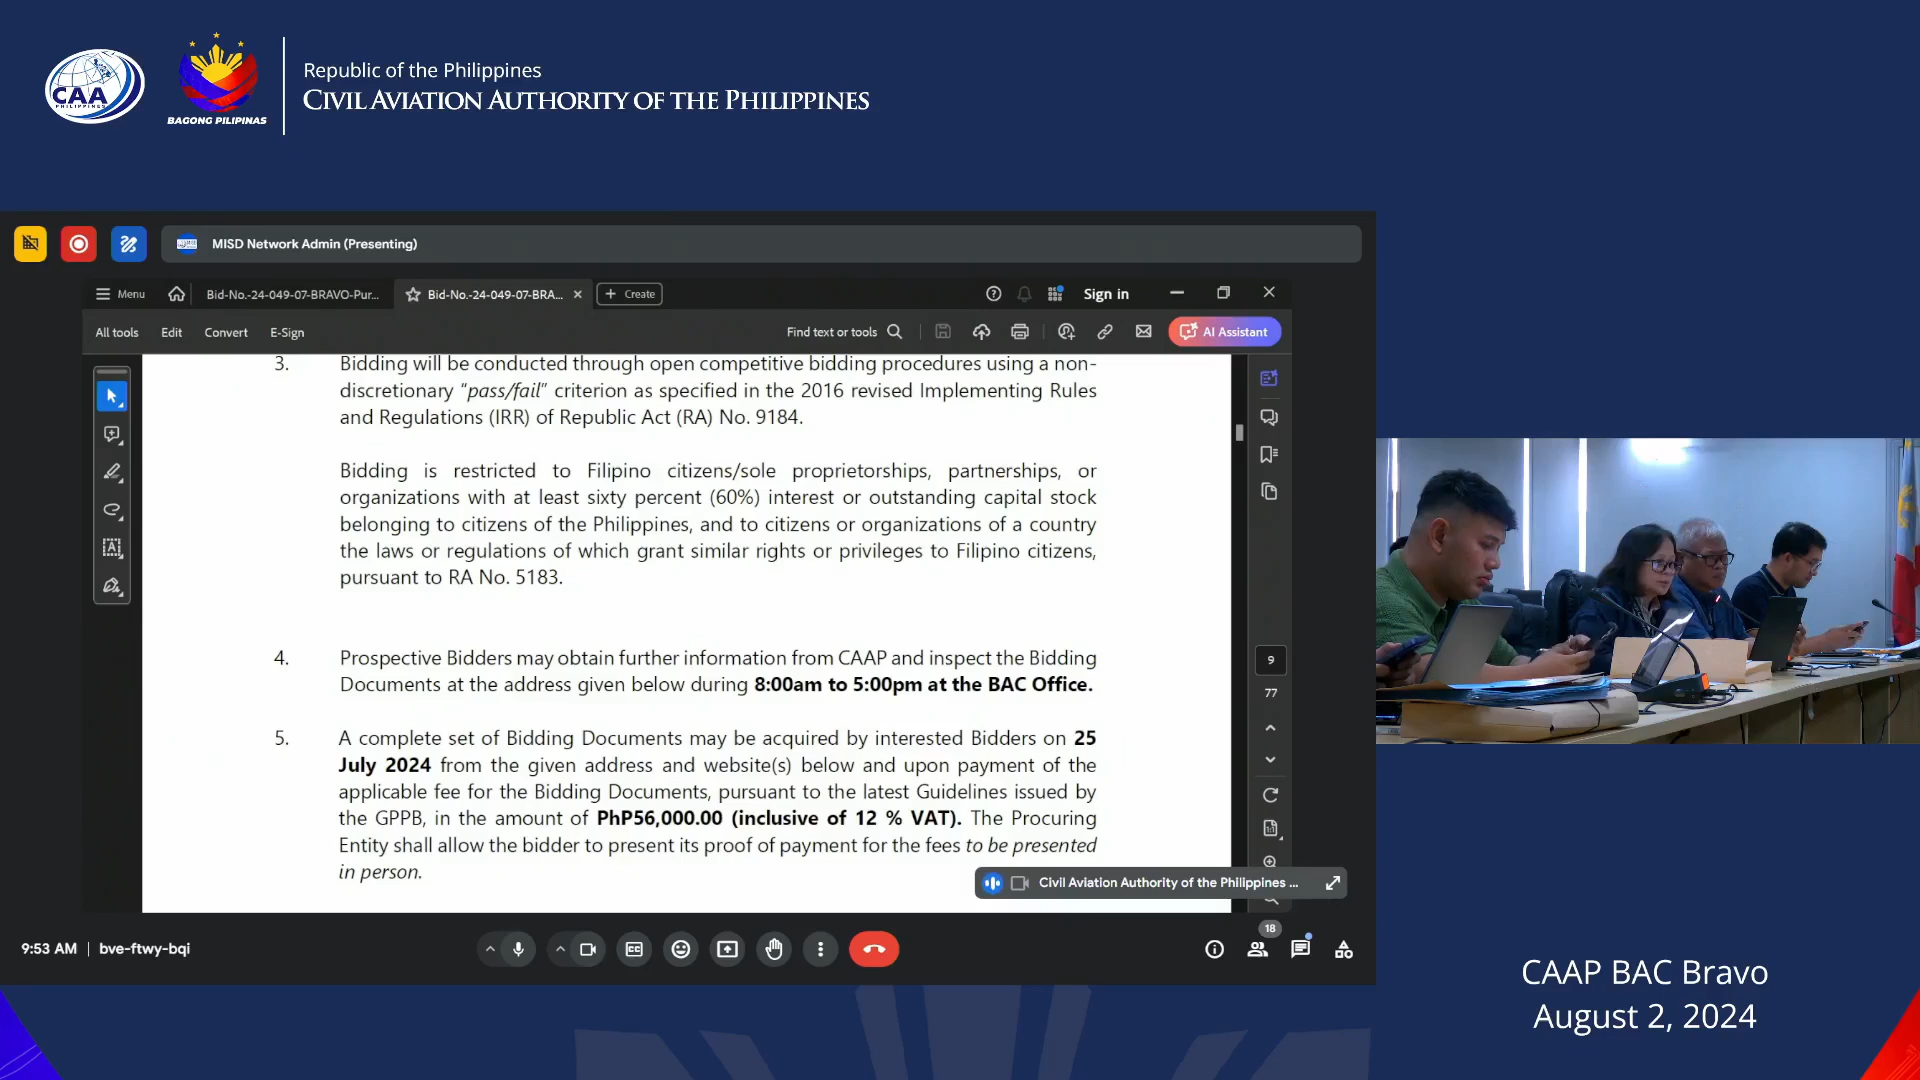 CAA
PHILIPPINES
BAGONG PILIPINAS
Republic of the Philippines
CIVIL AVIATION AUTHORITY OF THE PHILIPPINES
MISD Network Admin (Presenting)
Menu
Bid-No.-24-049-07-BRAVO-Pur...
Bid-No.-24-049-07-BRA...
Create
Sign in
All tools
Edit
Convert
E-Sign
Find text or tools
AI Assistant
3. Bidding will be conducted through open competitive bidding procedures using a non-
discretionary “pass/fail” criterion as specified in the 2016 revised Implementing Rules
and Regulations (IRR) of Republic Act (RA) No. 9184.
Bidding is restricted to Filipino citizens/sole proprietorships, partnerships, or
organizations with at least sixty percent (60%) interest or outstanding capital stock
belonging to citizens of the Philippines, and to citizens or organizations of a country
the laws or regulations of which grant similar rights or privileges to Filipino citizens,
pursuant to RA No. 5183.
4. Prospective Bidders may obtain further information from CAAP and inspect the Bidding
Documents at the address given below during 8:00am to 5:00pm at the BAC Office.
5. A complete set of Bidding Documents may be acquired by interested Bidders on 25
July 2024 from the given address and website(s) below and upon payment of the
applicable fee for the Bidding Documents, pursuant to the latest Guidelines issued by
the GPPB, in the amount of PhP56,000.00 (inclusive of 12 % VAT). The Procuring
Entity shall allow the bidder to present its proof of payment for the fees to be presented
in person.
9
77
Civil Aviation Authority of the Philippines ...
9:53 AM | bve-ftwy-bqi
18
CAAP BAC Bravo
August 2, 2024